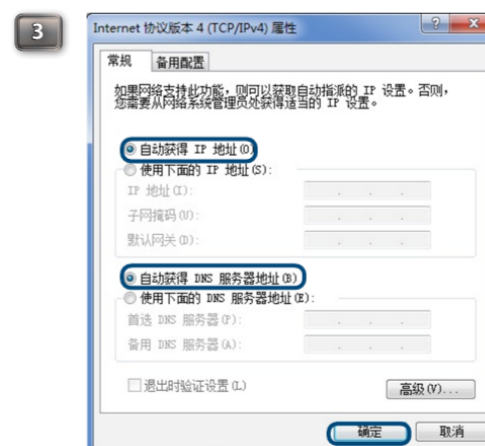 3
Internet 协议版本 4 (TCP/IPv4) 属性
常规 备用配置
如果网络支持此功能，则可以获取自动指派的 IP 设置。否则，
您需要从网络系统管理员处获得适当的 IP 设置。
自动获得 IP 地址(O)
使用下面的 IP 地址(S):
IP 地址(I):
子网掩码(U):
默认网关(D):
自动获得 DNS 服务器地址(B)
使用下面的 DNS 服务器地址(E):
首选 DNS 服务器(P):
备用 DNS 服务器(A):
退出时验证设置(L)
高级(V)...
确定 取消